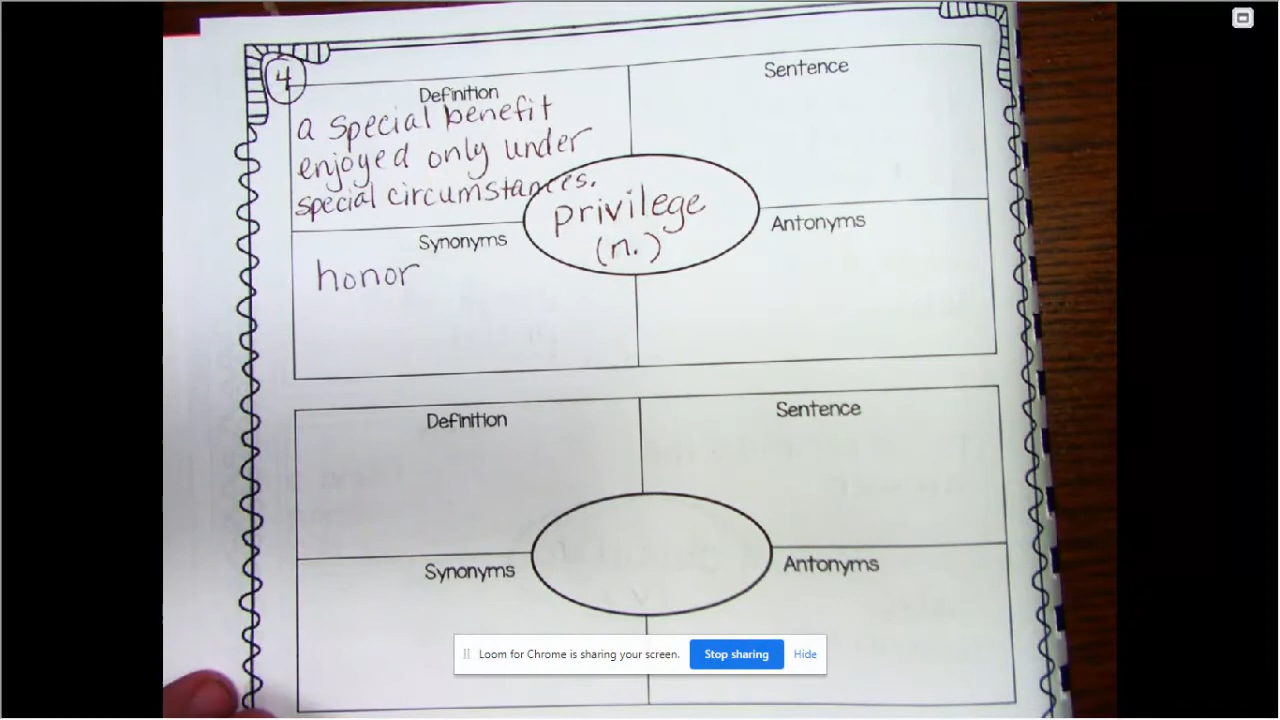 4
Definition
a special benefit
enjoyed only under
special circumstances.
Sentence
privilege
(n.)
Synonyms
honor
Antonyms
Definition
Sentence
Synonyms
Antonyms
Loom for Chrome is sharing your screen.
Stop sharing
Hide